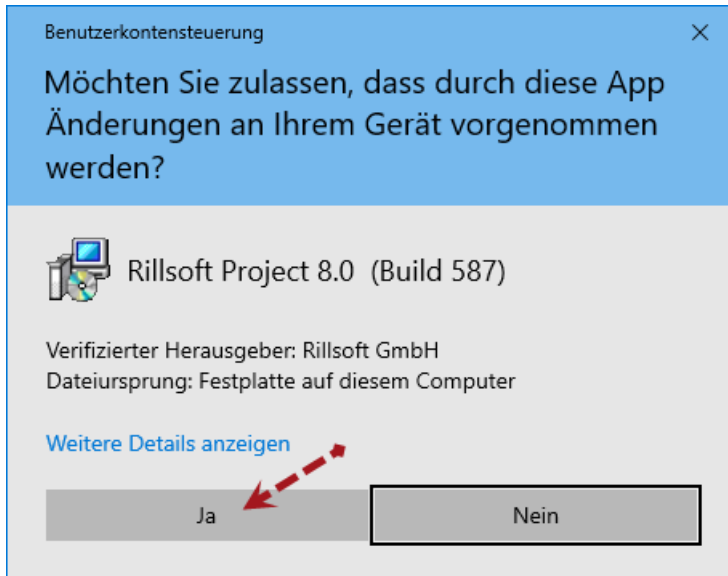 Benutzerkontensteuerung
Möchten Sie zulassen, dass durch diese App
Änderungen an Ihrem Gerät vorgenommen
werden?
Rillsoft Project 8.0 (Build 587)
Verifizierter Herausgeber: Rillsoft GmbH
Dateiursprung: Festplatte auf diesem Computer
Weitere Details anzeigen
Ja
Nein